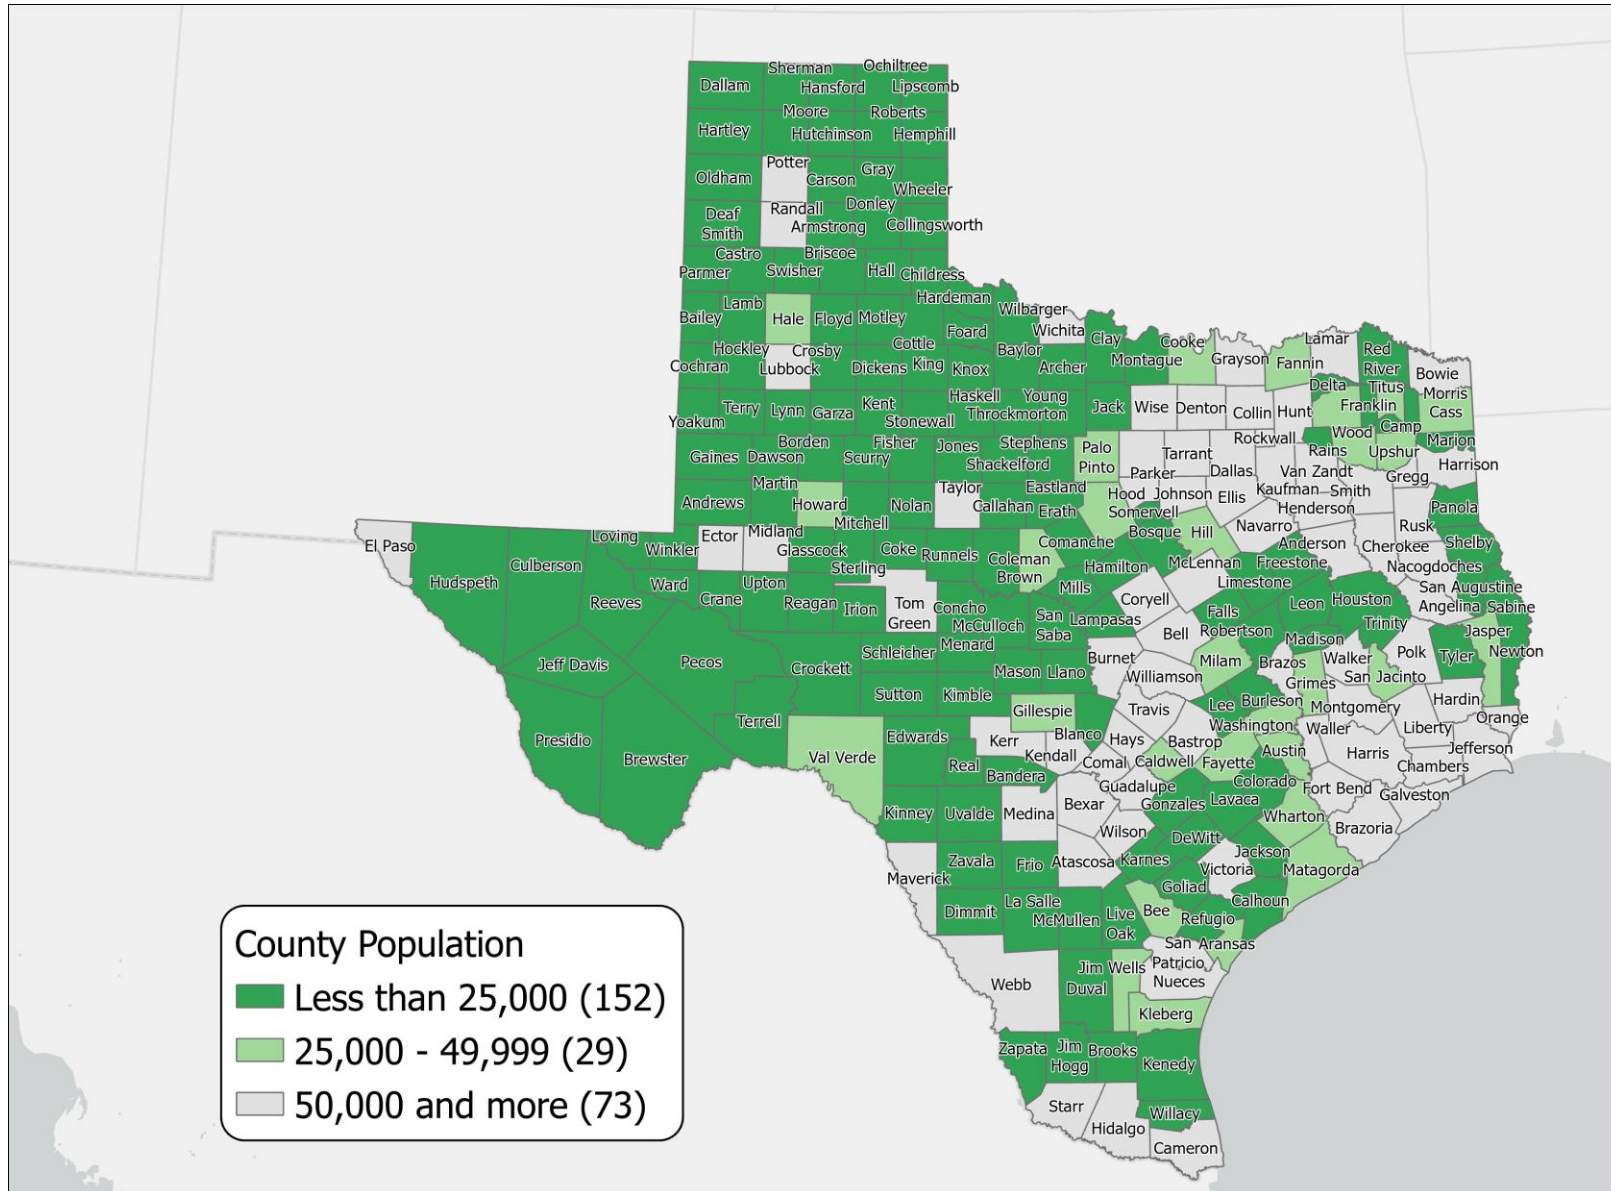 Sherman
Ochiltree
Dallam
Hansford
Lipscomb
Moore
Roberts
Hartley
Hutchinson
Hemphill
Potter
Oldham
Carson
Gray
Wheeler
Deaf
Smith
Randall
Armstrong
Donley
Collingsworth
Castro
Briscoe
Parmer
Swisher
Hall
Childress
Hardeman
Wilbarger
Bailey
Lamb
Hale
Floyd
Motley
Foard
Wichita
Clay
Cooke
Lamar
Red
River
Hockley
Crosby
Cottle
Baylor
Montague
Grayson
Fannin
Cochran
Lubbock
Dickens
King
Knox
Archer
Bowie
Delta
Titus
Morris
Cass
Yoakum
Terry
Lynn
Garza
Kent
Stonewall
Haskell
Throckmorton
Young
Jack
Wise
Denton
Collin
Hunt
Franklin
Camp
Marion
Gaines
Dawson
Borden
Scurry
Fisher
Jones
Stephens
Shackelford
Palo
Pinto
Rockwall
Rains
Wood
Upshur
Harrison
Parker
Tarrant
Dallas
Van Zandt
Gregg
Andrews
Martin
Howard
Mitchell
Nolan
Taylor
Callahan
Eastland
Erath
Hood
Somervell
Johnson
Ellis
Kaufman
Smith
Henderson
Rusk
Panola
El Paso
Hudspeth
Culberson
Loving
Winkler
Ector
Midland
Glasscock
Sterling
Coke
Runnels
Coleman
Brown
Comanche
Bosque
Hill
Navarro
Anderson
Cherokee
Shelby
Nacogdoches
Reeves
Ward
Crane
Upton
Reagan
Irion
Tom
Green
Concho
McCulloch
Mills
Hamilton
McLennan
Limestone
Freestone
San Augustine
Angelina
Sabine
Jeff Davis
Pecos
Crockett
Schleicher
Menard
San
Saba
Lampasas
Coryell
Bell
Falls
Robertson
Leon
Houston
Trinity
Madison
Jasper
Newton
Presidio
Brewster
Terrell
Sutton
Kimble
Mason
Llano
Burnet
Williamson
Milam
Brazos
Grimes
Walker
San Jacinto
Polk
Tyler
Hardin
Val Verde
Edwards
Kerr
Gillespie
Blanco
Travis
Lee
Burleson
Washington
Montgomery
Waller
Liberty
Orange
Real
Bandera
Kendall
Hays
Comal
Caldwell
Bastrop
Fayette
Austin
Harris
Chambers
Jefferson
Kinney
Uvalde
Medina
Bexar
Guadalupe
Gonzales
Lavaca
Colorado
Fort Bend
Galveston
Wilson
Wharton
Brazoria
Maverick
Zavala
Frio
Atascosa
Karnes
DeWitt
Victoria
Jackson
Matagorda
Dimmit
La Salle
McMullen
Live
Oak
Bee
Goliad
Refugio
Calhoun
Webb
Jim Wells
Duval
San
Patricio
Aransas
Nueces
Kleberg
Zapata
Jim
Hogg
Brooks
Kenedy
Starr
Hidalgo
Willacy
Cameron
County Population
Less than 25,000 (152)
25,000 - 49,999 (29)
50,000 and more (73)